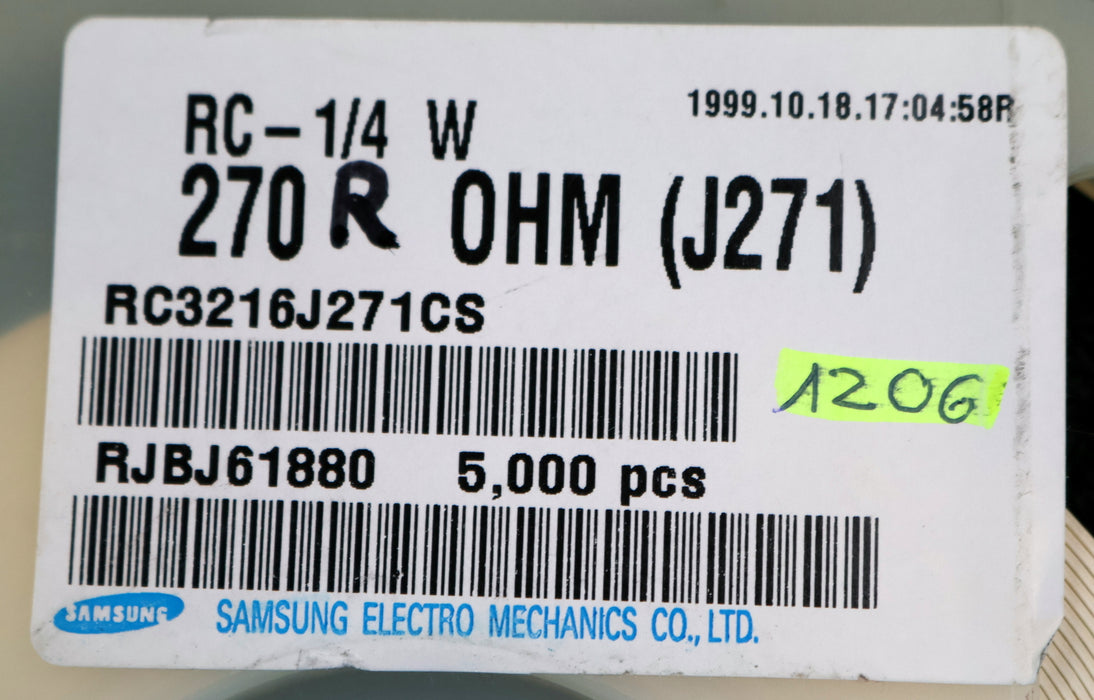 1999.10.18.17:04:58R
RC-1/4 W
270 R OHM (J271)
RC3216J271CS
1206
RJBJ61880 5,000 pcs
SAMSUNG SAMSUNG ELECTRO MECHANICS CO., LTD.